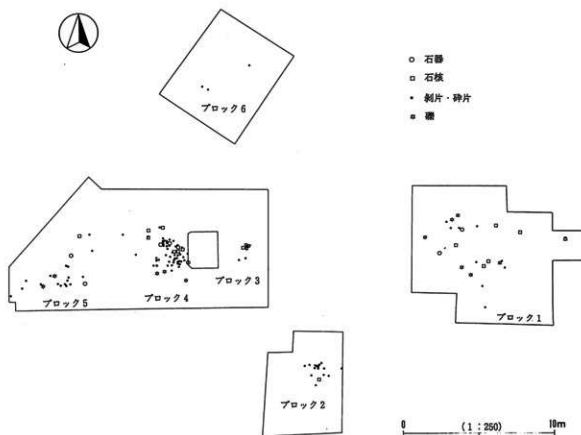 石器
石核
剥片・砕片
礫
ブロック6
ブロック3
ブロック4
ブロック5
ブロック1
ブロック2
0 (1:250) 10m